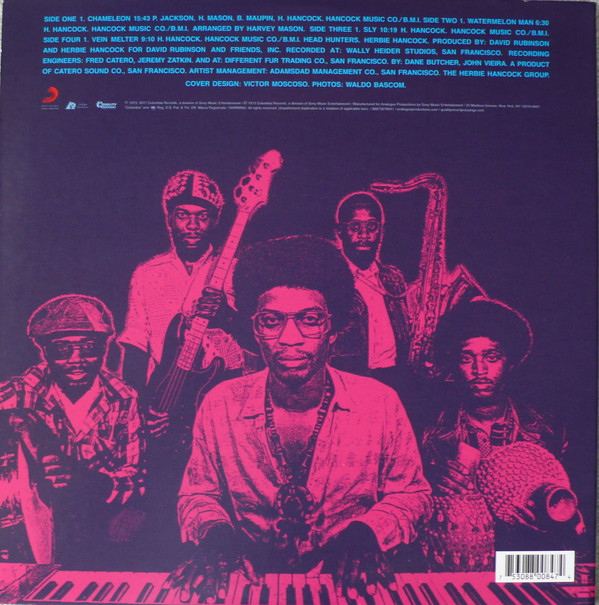 SIDE ONE 1. CHAMELEON 15:43 P. JACKSON, H. MASON, B. MAUPIN, H. HANCOCK. HANCOCK MUSIC CO./B.M.I. SIDE TWO 1. WATERMELON MAN 6:30
H. HANCOCK. HANCOCK MUSIC CO./B.M.I. ARRANGED BY HARVEY MASON. SIDE THREE 1. SLY 10:19 H. HANCOCK. HANCOCK MUSIC CO./B.M.I.
SIDE FOUR 1. VEIN MELTER 9:10 H. HANCOCK. HANCOCK MUSIC CO./B.M.I. HEAD HUNTERS. HERBIE HANCOCK. PRODUCED BY: DAVID RUBINSON
AND HERBIE HANCOCK FOR DAVID RUBINSON AND FRIENDS, INC. RECORDED AT: WALLY HEIDER STUDIOS, SAN FRANCISCO. RECORDING
ENGINEERS: FRED CATERO, JEREMY ZATKIN. AND AT: DIFFERENT FUR TRADING CO., SAN FRANCISCO. BY: DANE BUTCHER, JOHN VIEIRA. A PRODUCT
OF CATERO SOUND CO., SAN FRANCISCO. ARTIST MANAGEMENT: ADAMSDAD MANAGEMENT CO., SAN FRANCISCO. THE HERBIE HANCOCK GROUP.
COVER DESIGN: VICTOR MOSCOSO. PHOTOS: WALDO BASCOM.
7 53088 00847 4